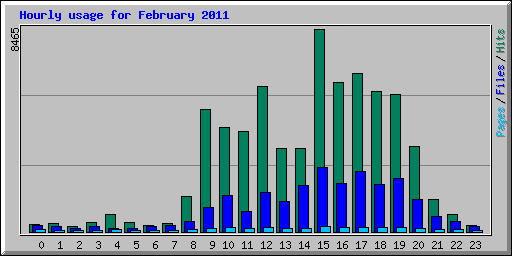 Hourly usage for February 2011
8465
Pages / Files / Hits
0 1 2 3 4 5 6 7 8 9 10 11 12 13 14 15 16 17 18 19 20 21 22 23